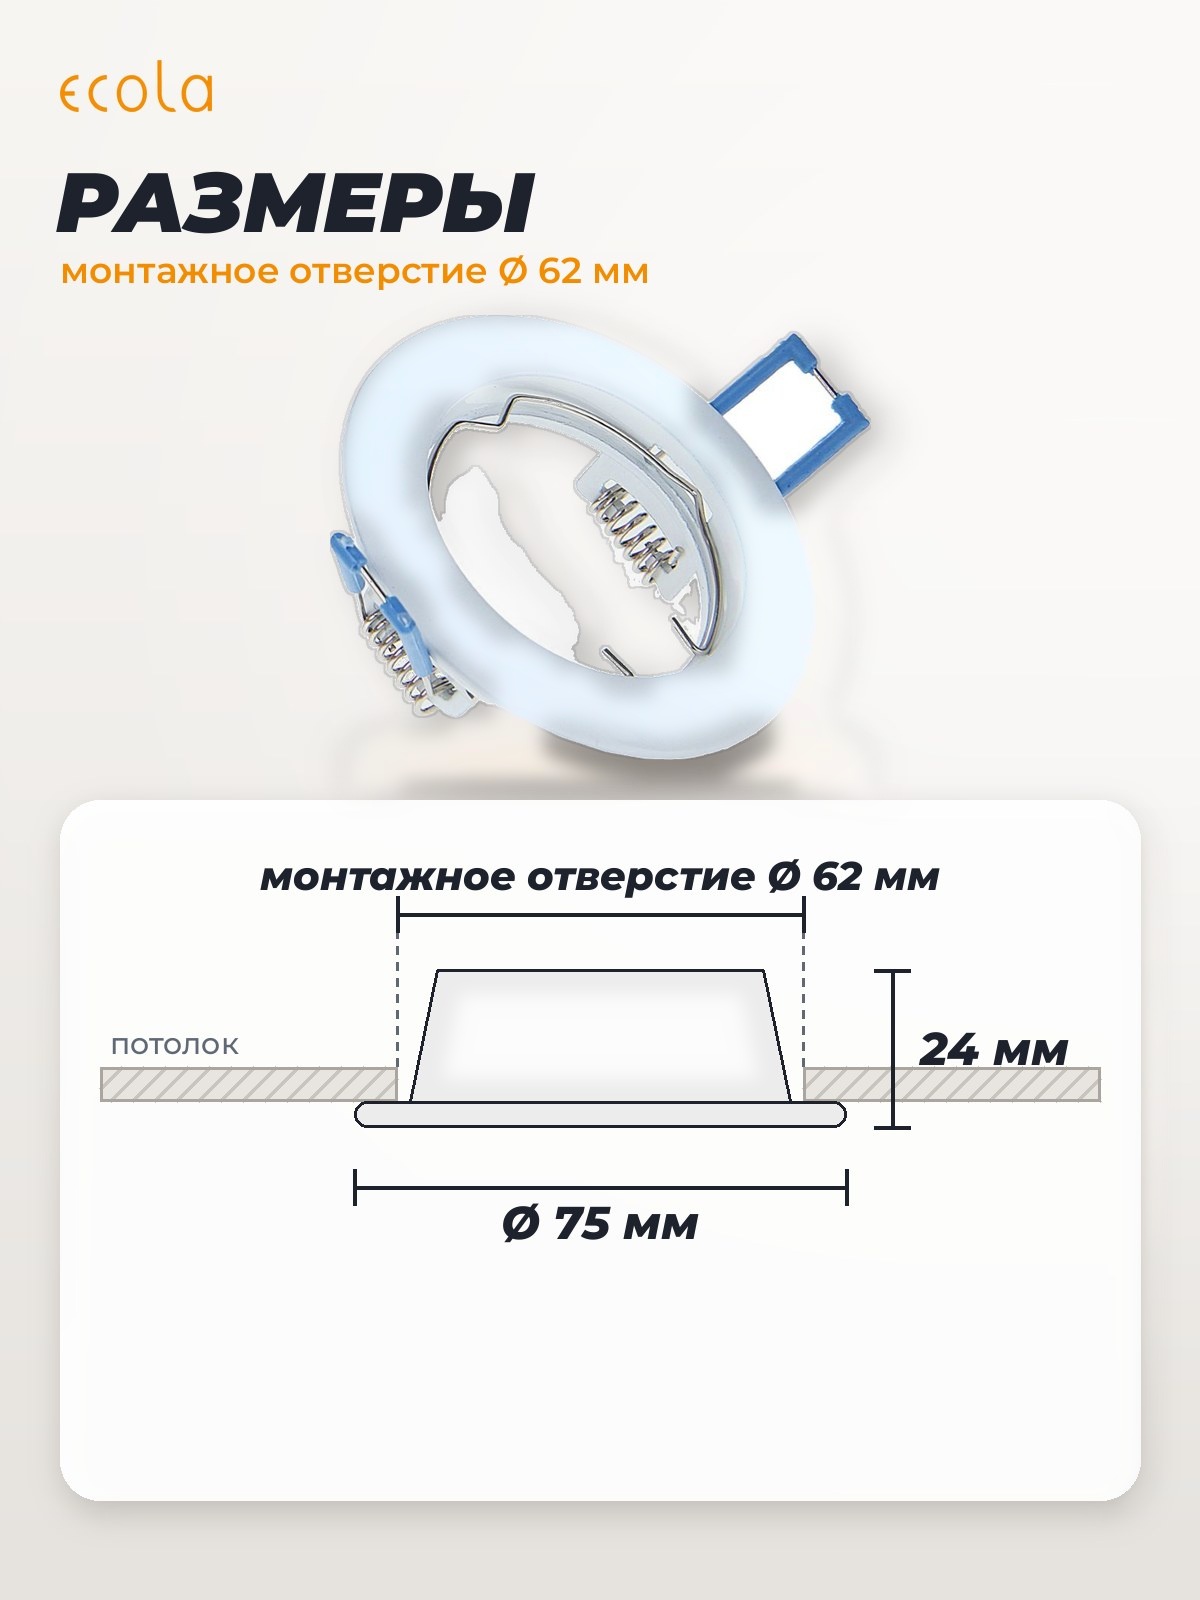 ecola
РАЗМЕРЫ
монтажное отверстие Ø 62 мм
монтажное отверстие Ø 62 мм
потолок
24 мм
Ø 75 мм